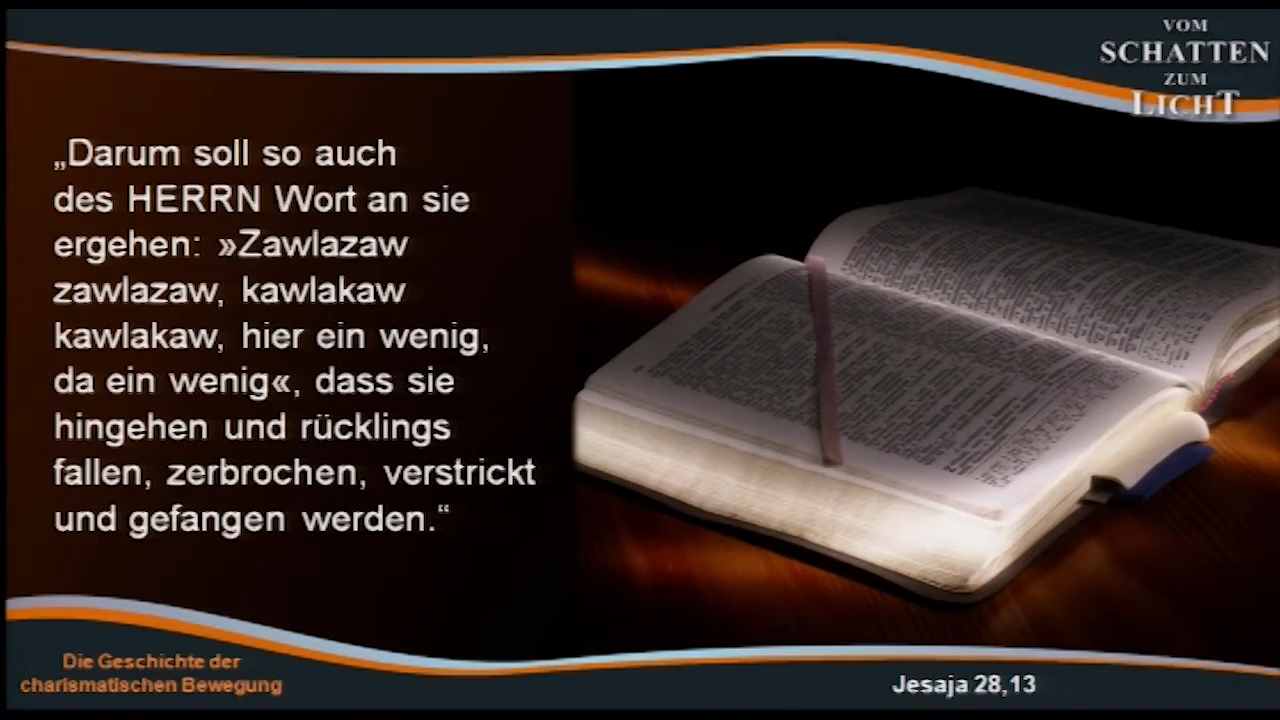 VOM
SCHATTEN
ZUM
LICHT
„Darum soll so auch
des HERRN Wort an sie
ergehen: »Zawlazaw
zawlazaw, kawlakaw
kawlakaw, hier ein wenig,
da ein wenig«, dass sie
hingehen und rücklings
fallen, zerbrochen, verstrickt
und gefangen werden.“
Die Geschichte der
charismatischen Bewegung
Jesaja 28,13